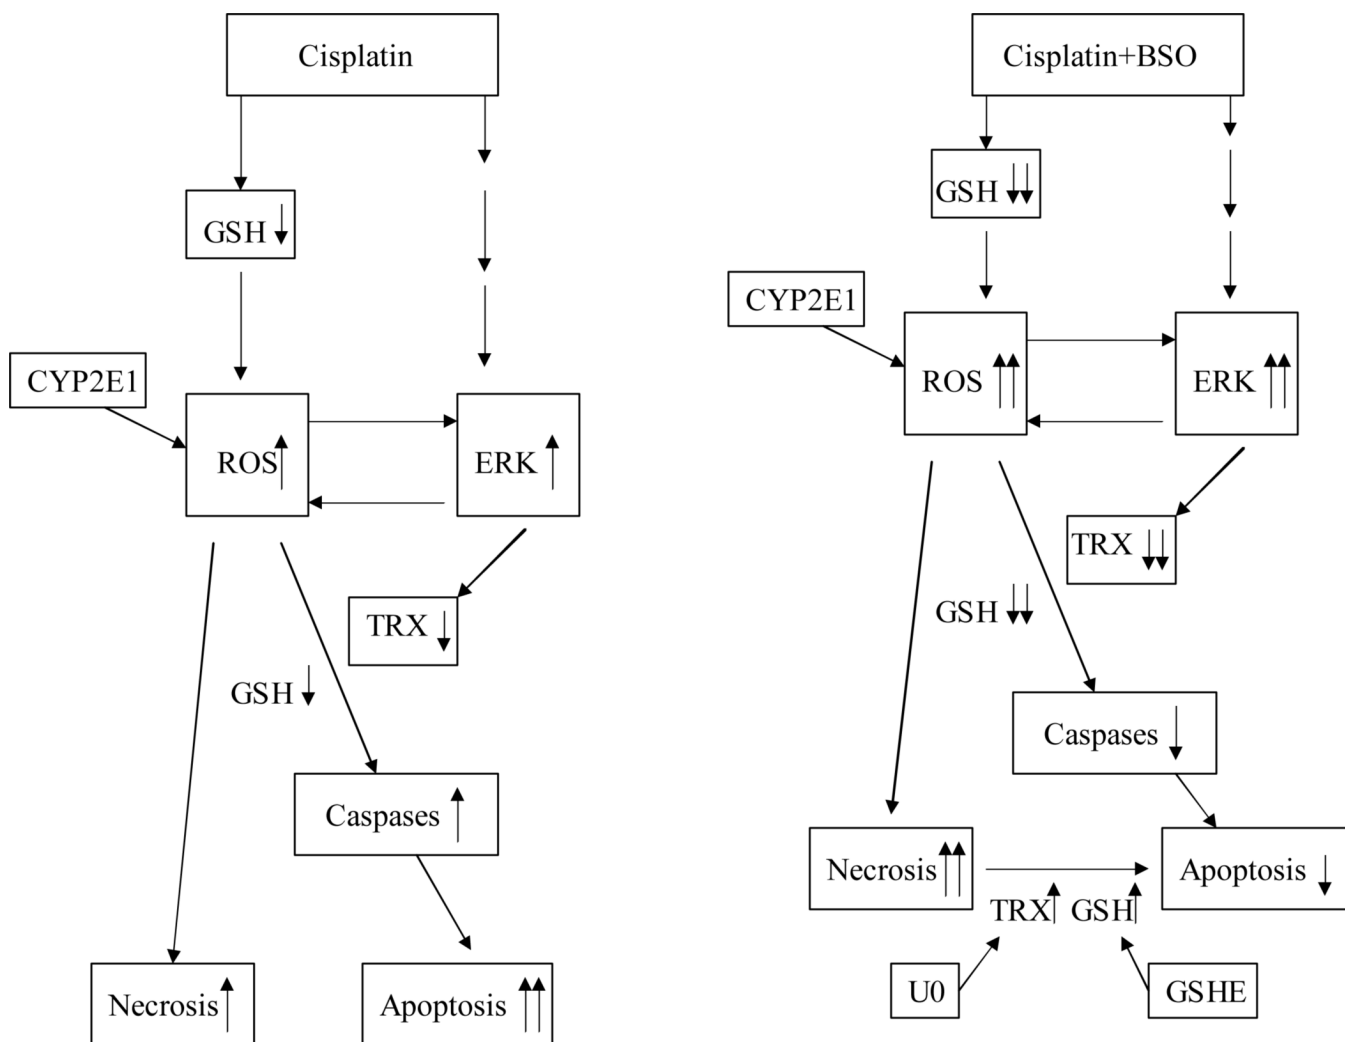 Cisplatin
GSH
CYP2E1
ROS
ERK
TRX
GSH
Caspases
Necrosis
Apoptosis
Cisplatin+BSO
GSH
CYP2E1
ROS
ERK
TRX
GSH
Caspases
Necrosis
Apoptosis
TRX
GSH
U0
GSHE